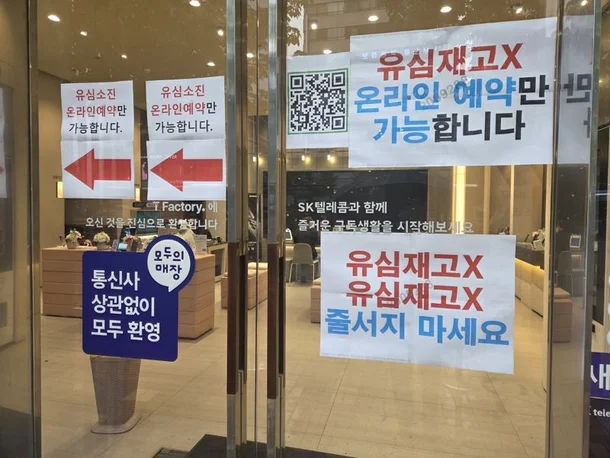 유심소진
온라인예약만
가능합니다.
유심소진
온라인예약만
가능합니다.
유심재고X
온라인 예약만
가능합니다
T Factory. 에
오신 것을 진심으로 환영합니다
SK텔레콤과 함께
즐거운 구독생활을 시작해보세요
모두의
매장
통신사
상관없이
모두 환영
유심재고X
유심재고X
줄서지 마세요
새
tele